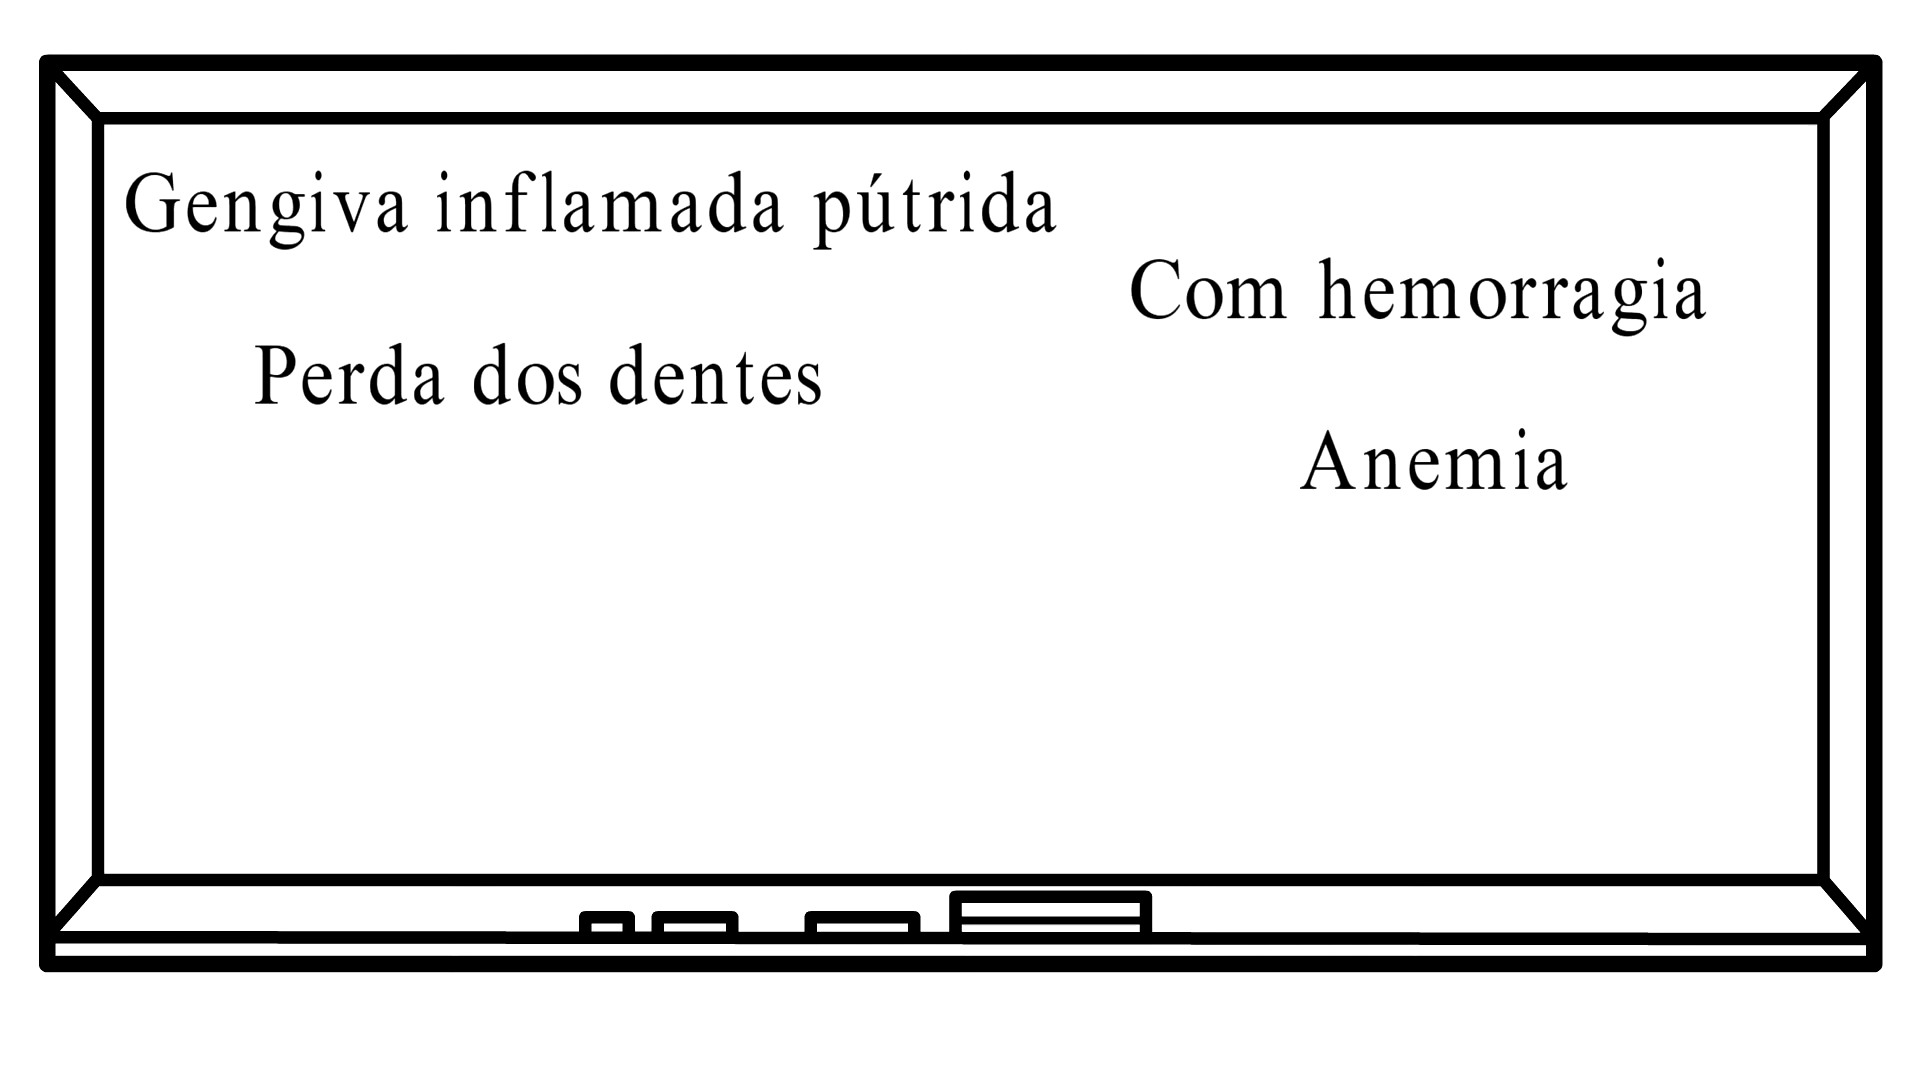 Gengiva inflamada pútrida
Com hemorragia
Perda dos dentes
Anemia